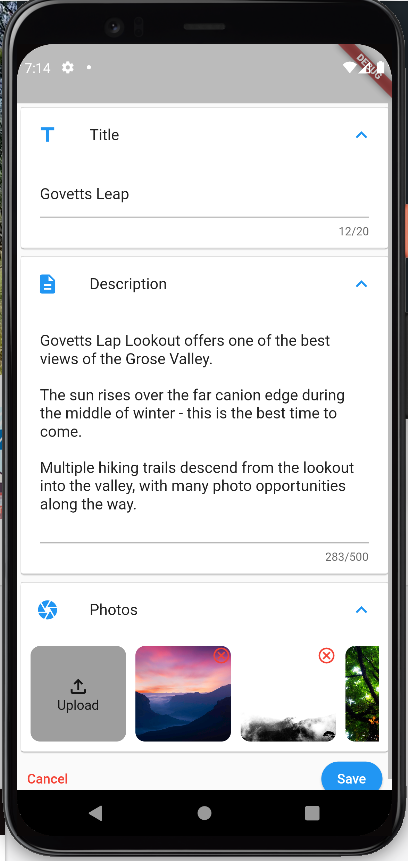 7:14
DEBUG
Title
Govetts Leap
12/20
Description
Govetts Lap Lookout offers one of the best
views of the Grose Valley.
The sun rises over the far canion edge during
the middle of winter - this is the best time to
come.
Multiple hiking trails descend from the lookout
into the valley, with many photo opportunities
along the way.
283/500
Photos
Upload
Cancel
Save